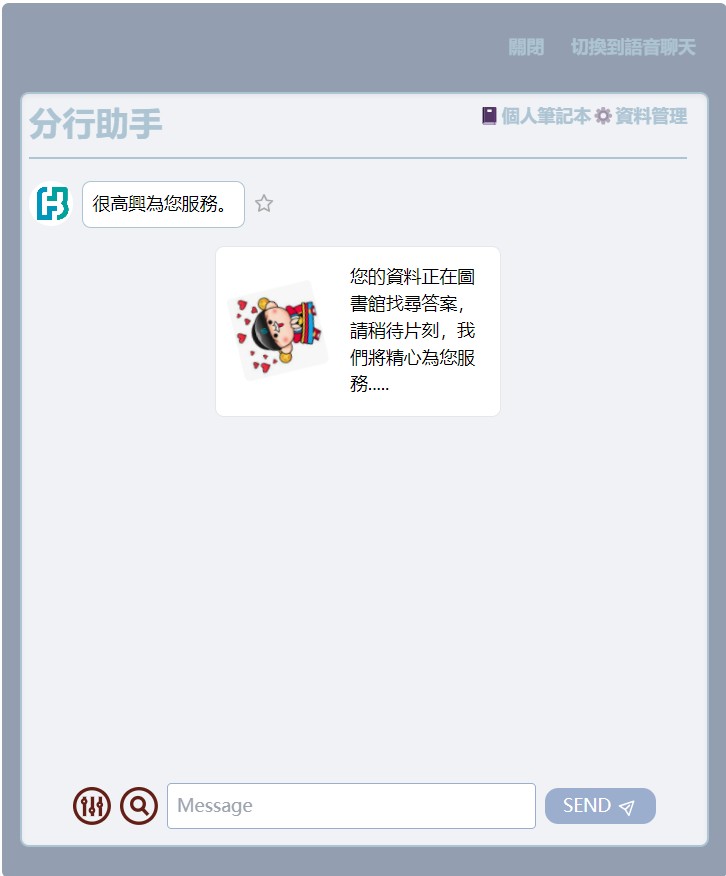 關閉 切換到語音聊天
分行助手 個人筆記本 資料管理
很高興為您服務。
您的資料正在圖
書館找尋答案,
請稍待片刻，我
們將精心為您服
務.....
Message SEND